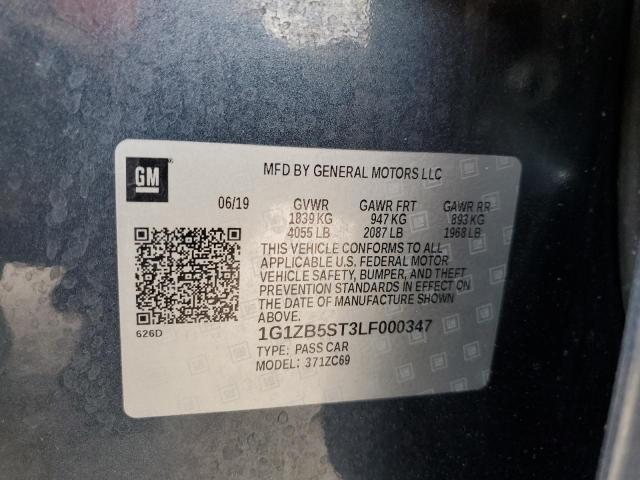 GM
MFD BY GENERAL MOTORS LLC
06/19 GVWR GAWR FRT GAWR RR
1839 KG 947 KG 893 KG
4055 LB 2087 LB 1968 LB
THIS VEHICLE CONFORMS TO ALL
APPLICABLE U.S. FEDERAL MOTOR
VEHICLE SAFETY, BUMPER, AND THEFT
PREVENTION STANDARDS IN EFFECT ON
THE DATE OF MANUFACTURE SHOWN
ABOVE.
626D
1G1ZB5ST3LF000347
TYPE: PASS CAR
MODEL: 371ZC69